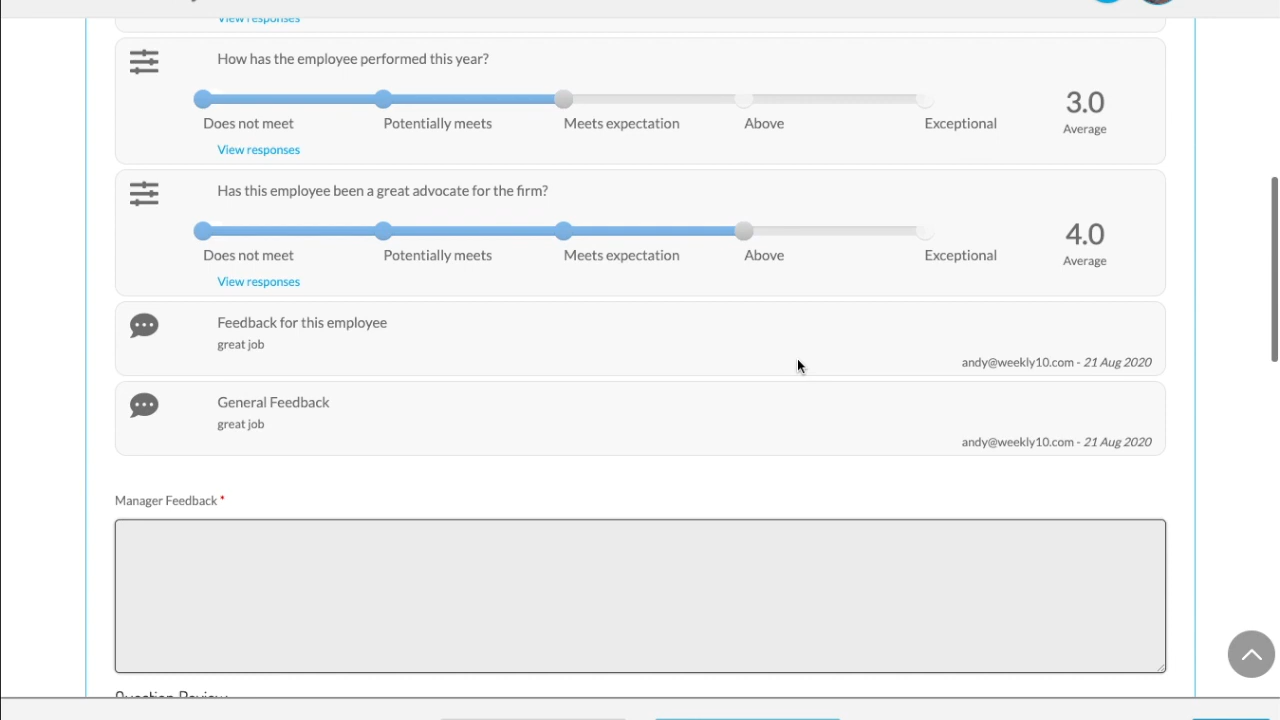 View responses
How has the employee performed this year?
3.0
Does not meet Potentially meets Meets expectation Above Exceptional Average
View responses
Has this employee been a great advocate for the firm?
4.0
Does not meet Potentially meets Meets expectation Above Exceptional Average
View responses
Feedback for this employee
great job
andy@weekly10.com - 21 Aug 2020
General Feedback
great job
andy@weekly10.com - 21 Aug 2020
Manager Feedback *
Question Review